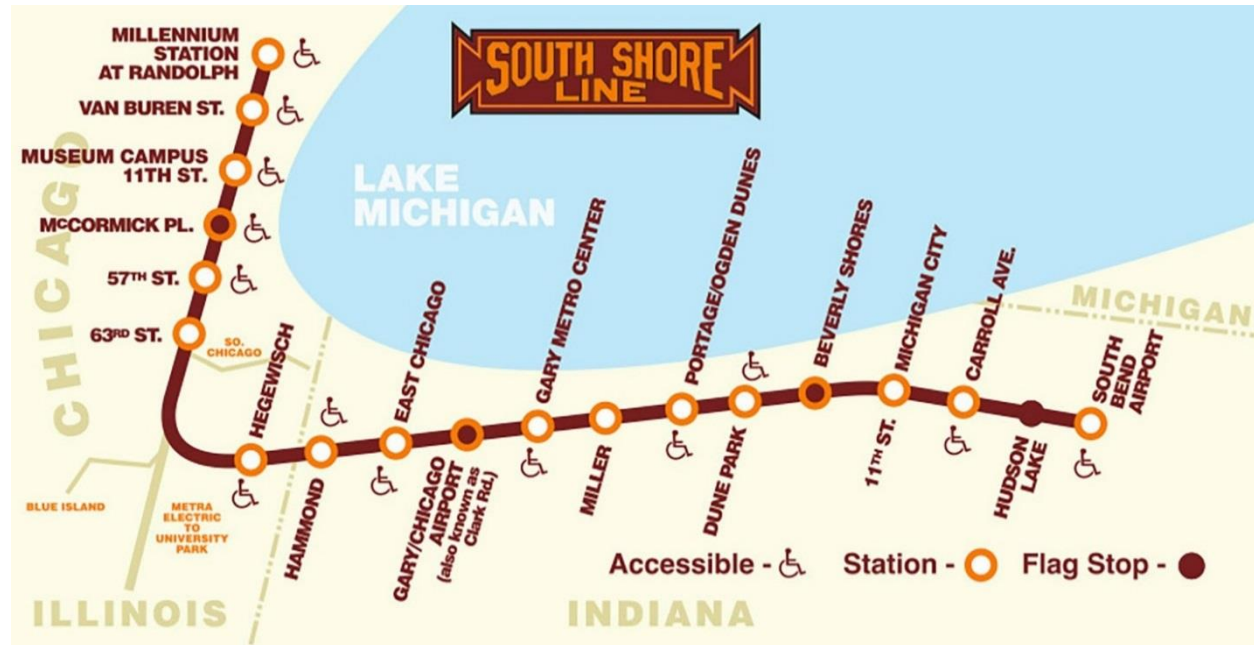 MILLENNIUM
STATION
AT RANDOLPH
VAN BUREN ST.
MUSEUM CAMPUS
11TH ST.
McCORMICK PL.
57TH ST.
63RD ST.
CHICAGO
SOUTH SHORE
LINE
LAKE
MICHIGAN
MICHIGAN
SO.
CHICAGO
HEGEWISCH
HAMMOND
EAST CHICAGO
GARY/CHICAGO
AIRPORT
(also known as
Clark Rd.)
GARY METRO CENTER
MILLER
PORTAGE/OGDEN DUNES
DUNE PARK
BEVERLY SHORES
MICHIGAN CITY
11TH ST.
CARROLL AVE.
HUDSON
LAKE
SOUTH
BEND
AIRPORT
BLUE ISLAND
METRA
ELECTRIC
TO
UNIVERSITY
PARK
Accessible - Station - Flag Stop -
ILLINOIS
INDIANA